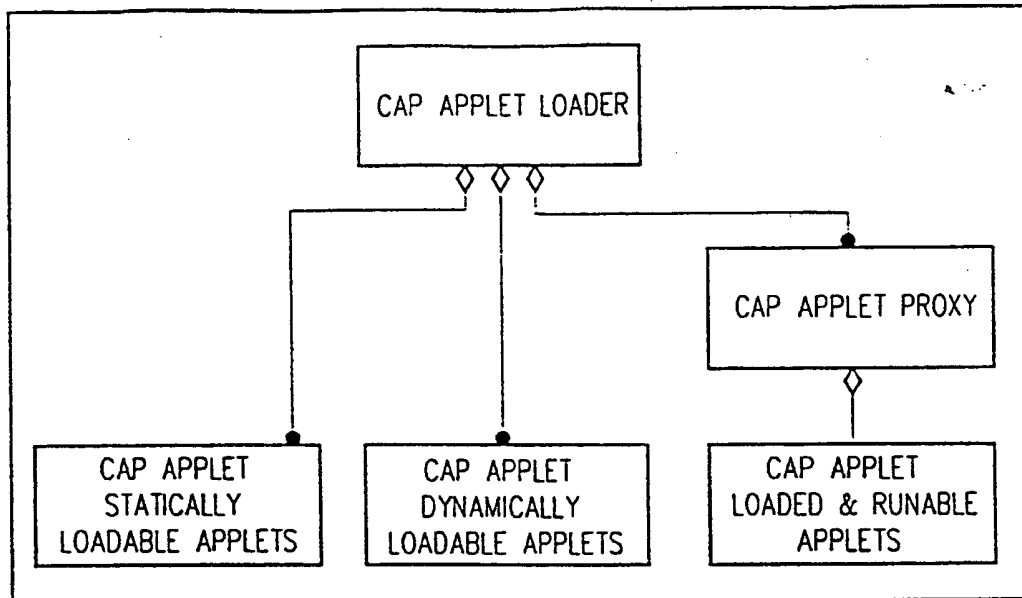 CAP APPLET LOADER
CAP APPLET PROXY
CAP APPLET
STATICALLY
LOADABLE APPLETS
CAP APPLET
DYNAMICALLY
LOADABLE APPLETS
CAP APPLET
LOADED & RUNABLE
APPLETS